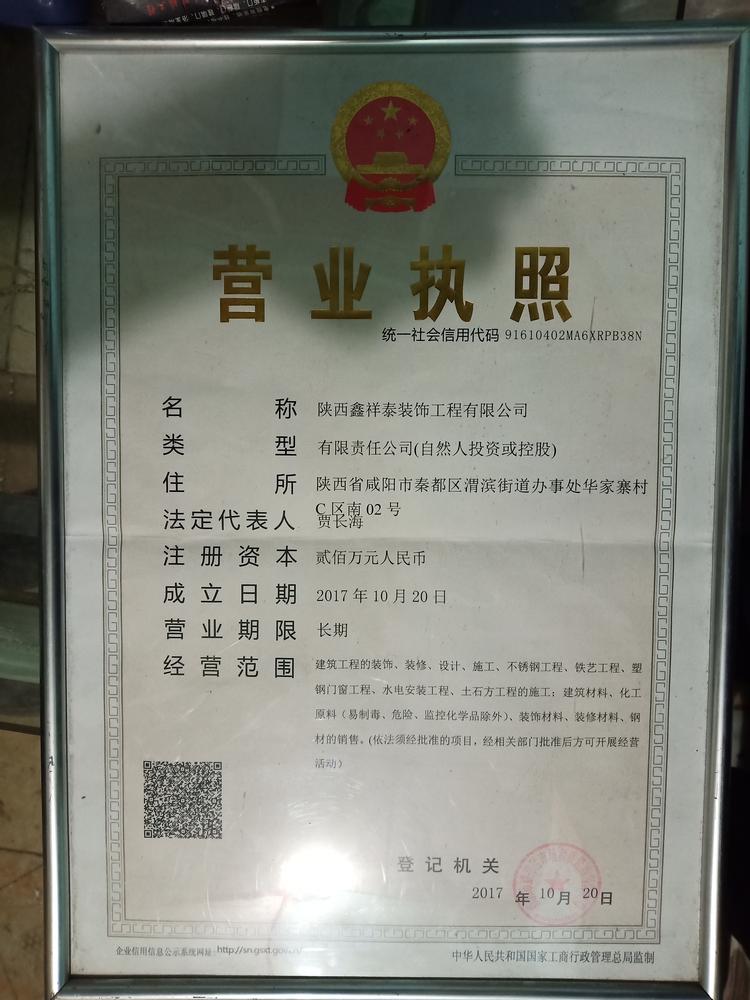 营业执照
统一社会信用代码 91610402MA6XRPB38N
名称 陕西鑫祥泰装饰工程有限公司
类型 有限责任公司(自然人投资或控股)
住所 陕西省咸阳市秦都区渭滨街道办事处华家寨村
C区南02号
法定代表人 贾长海
注册资本 贰佰万元人民币
成立日期 2017年10月20日
营业期限 长期
经营范围 建筑工程的装饰、装修、设计、施工、不锈钢工程、铁艺工程、塑
钢门窗工程、水电安装工程、土石方工程的施工；建筑材料、化工
原料（易制毒、危险、监控化学品除外）、装饰材料、装修材料、钢
材的销售。(依法须经批准的项目，经相关部门批准后方可开展经营
活动）
登记机关
2017 年 10月 20日
企业信用信息公示系统网址：http://sn.gsxt.gov.cn/
中华人民共和国国家工商行政管理总局监制